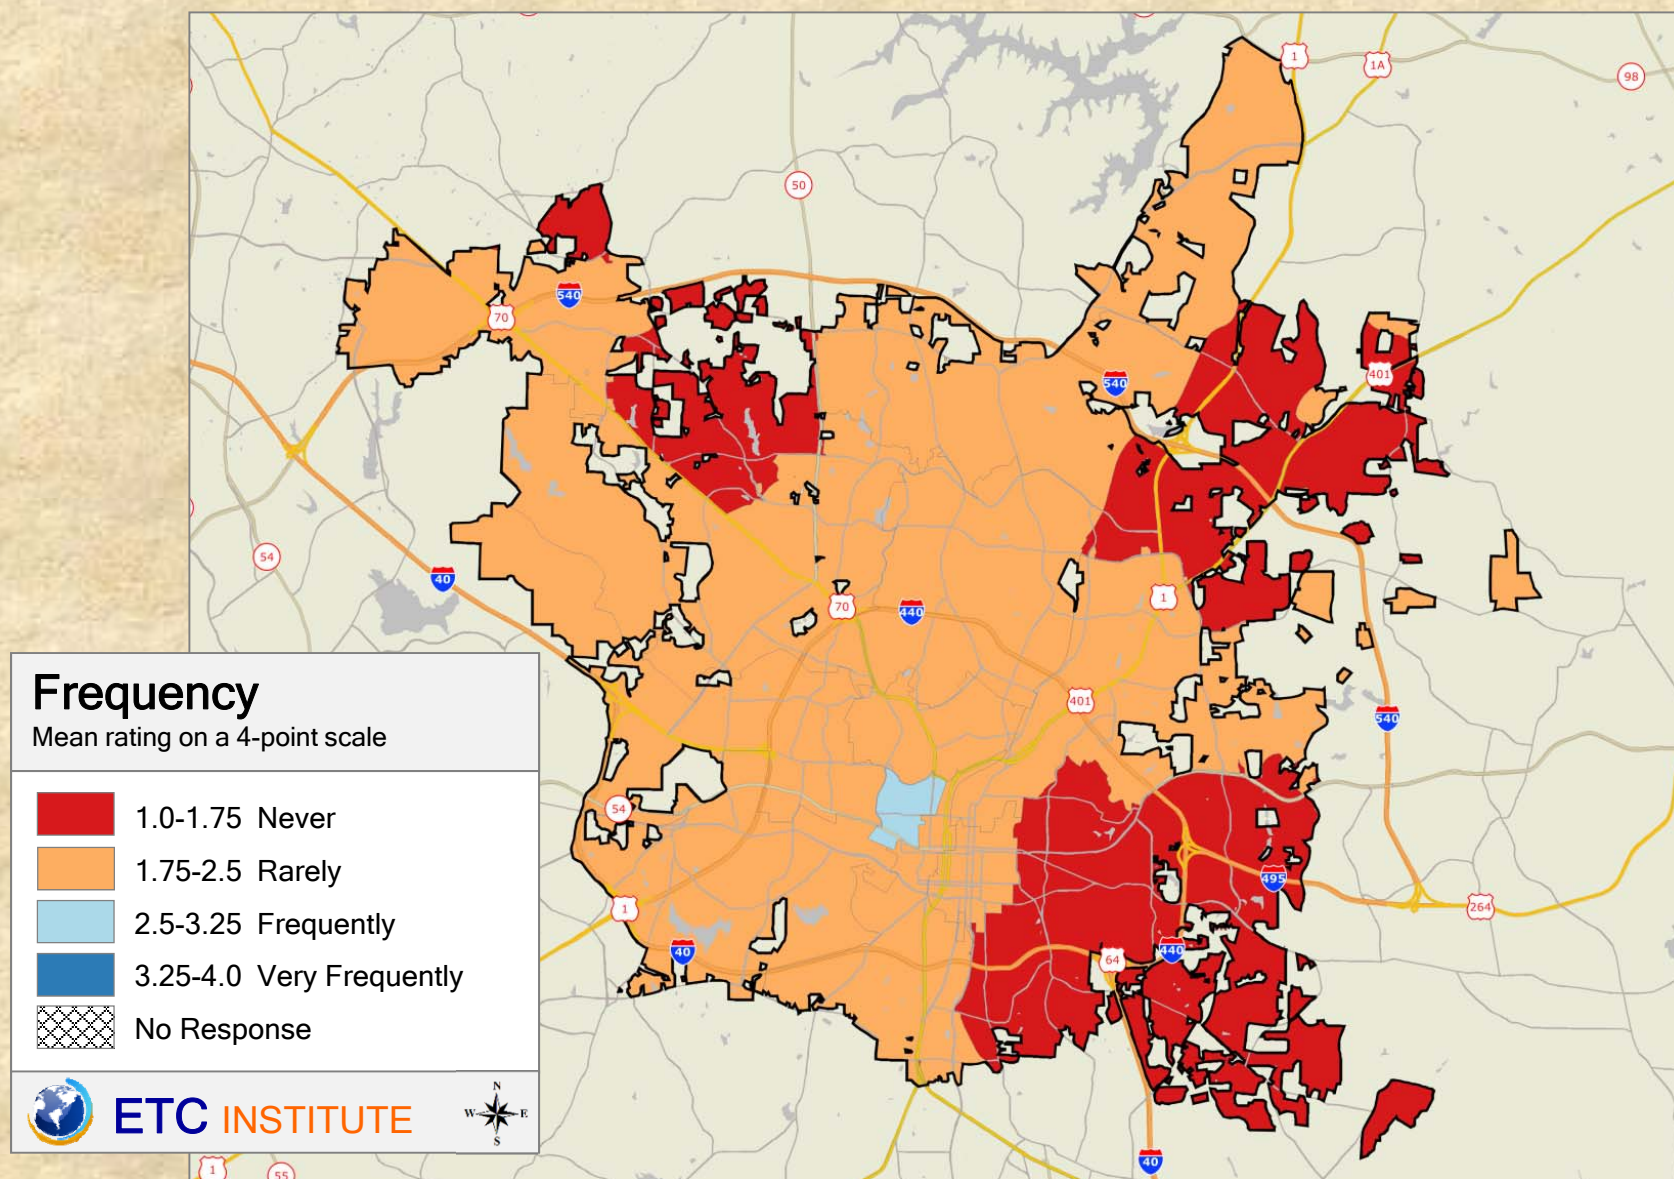 1
1A
98
50
540
70
401
540
54
40
70
440
1
401
540
54
495
1
264
40
440
64
40
1
55
Frequency
Mean rating on a 4-point scale
1.0-1.75 Never
1.75-2.5 Rarely
2.5-3.25 Frequently
3.25-4.0 Very Frequently
No Response
ETC INSTITUTE
N
W E
S